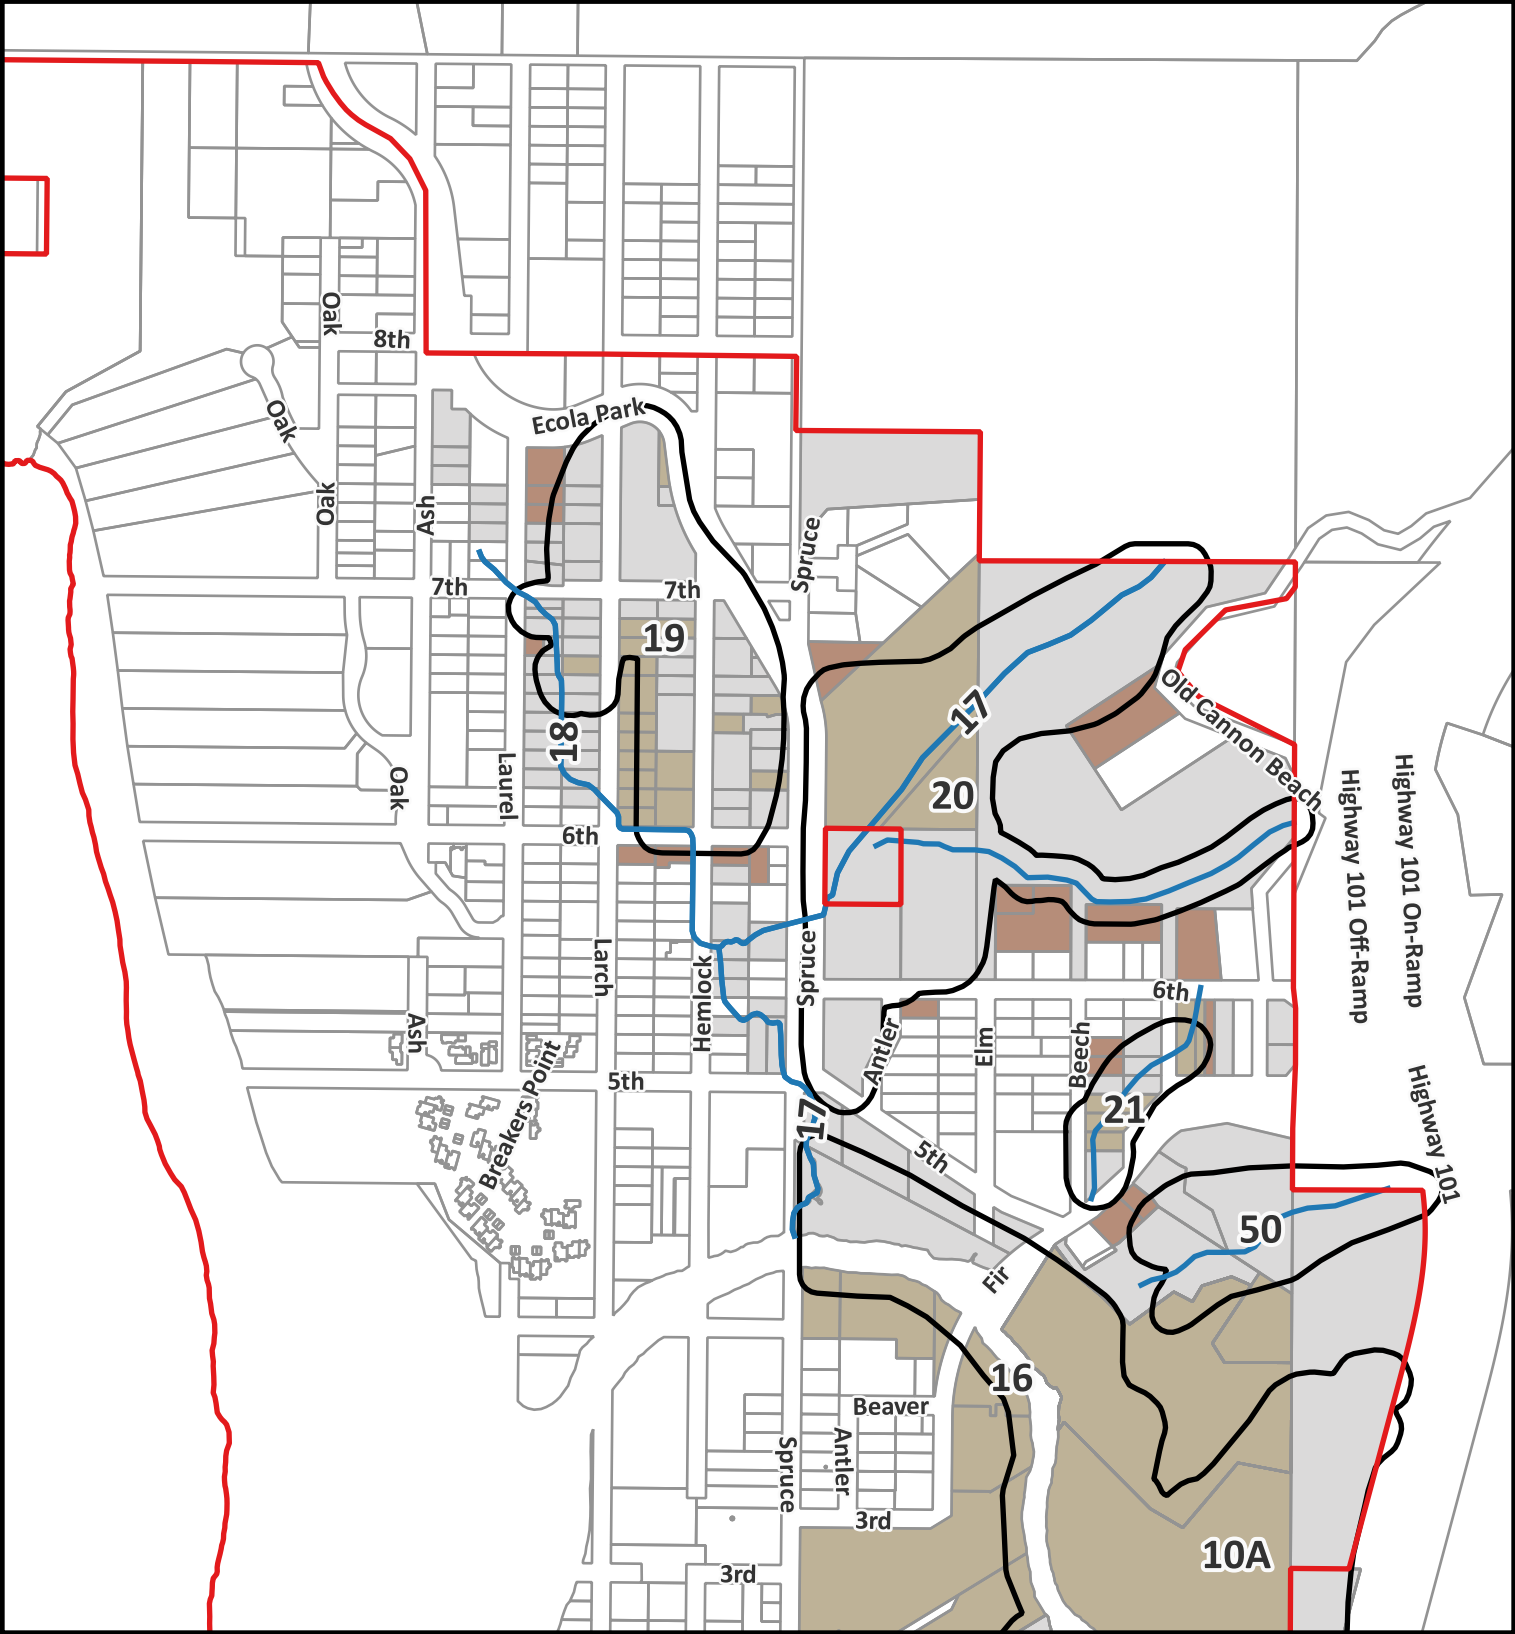 Oak
8th
Oak
Ecola Park
Oak
Ash
Spruce
7th
7th
19
17
Old Cannon Beach
18
Laurel
Oak
20
Highway 101 Off-Ramp
Highway 101 On-Ramp
6th
Larch
Hemlock
Spruce
6th
Ash
Breakers Point
Antler
Elm
Beech
5th
17
21
Highway 101
5th
50
Fir
16
Beaver
Spruce
Antler
3rd
10A
3rd